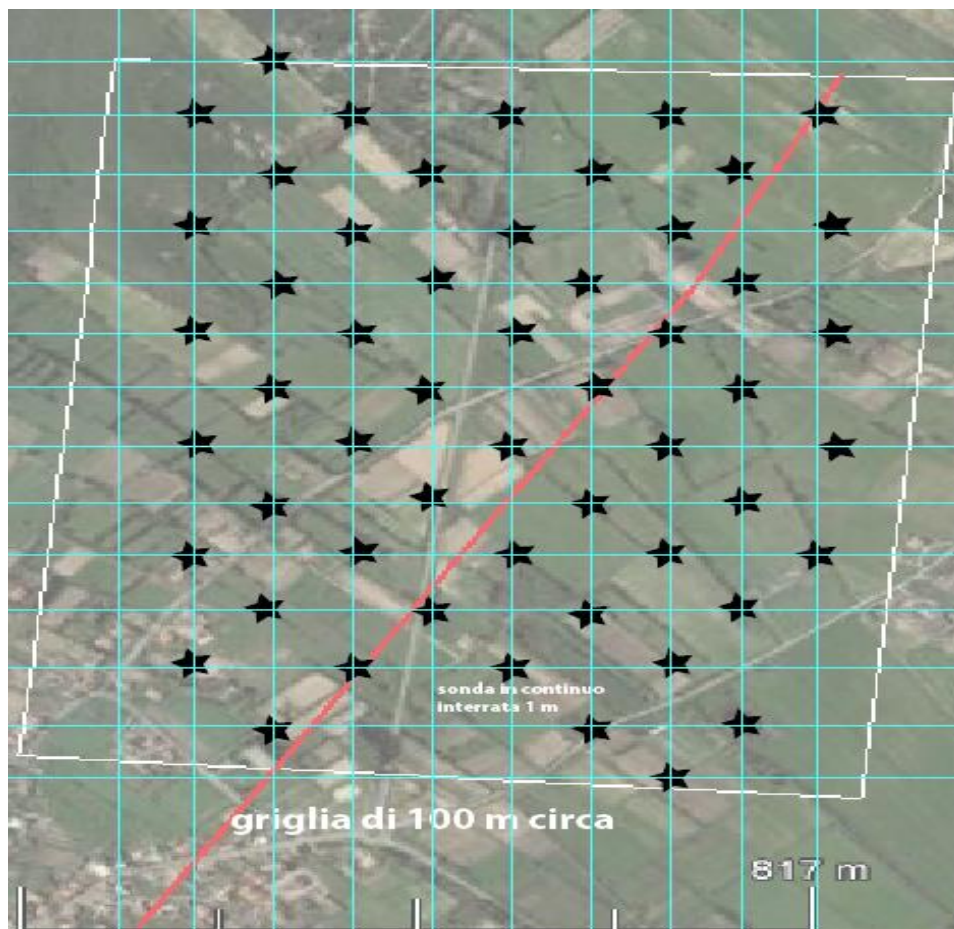 sonda in continuo
interrata 1 m
griglia di 100 m circa
817 m